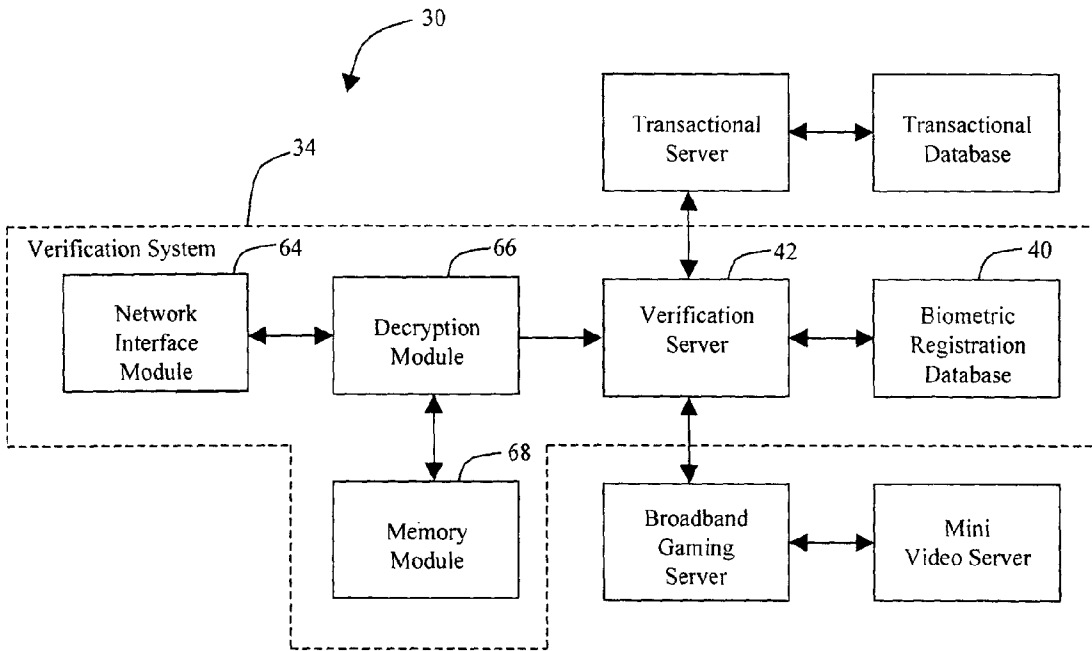 30
Transactional
Server
Transactional
Database
34
Verification System
64
Network
Interface
Module
66
Decryption
Module
42
Verification
Server
40
Biometric
Registration
Database
68
Memory
Module
Broadband
Gaming
Server
Mini
Video Server